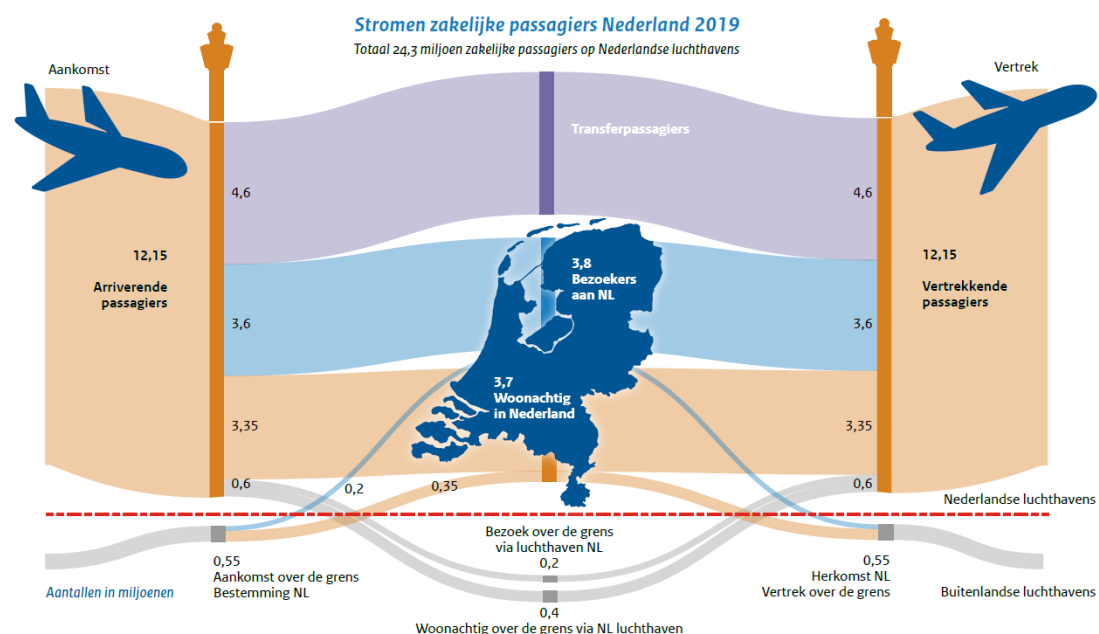 Stromen zakelijke passagiers Nederland 2019
Totaal 24,3 miljoen zakelijke passagiers op Nederlandse luchthavens
Aankomst
Vertrek
Transferpassagiers
4,6
4,6
12,15
Arriverende
passagiers
3,8
Bezoekers
aan NL
12,15
Vertrekkende
passagiers
3,6
3,6
3,7
Woonachtig
in Nederland
3,35
3,35
0,6
0,2
0,35
0,6
Nederlandse luchthavens
Bezoek over de grens
via luchthaven NL
0,2
0,55
Aankomst over de grens
Bestemming NL
0,55
Herkomst NL
Vertrek over de grens
Aantallen in miljoenen
Buitenlandse luchthavens
0,4
Woonachtig over de grens via NL luchthaven